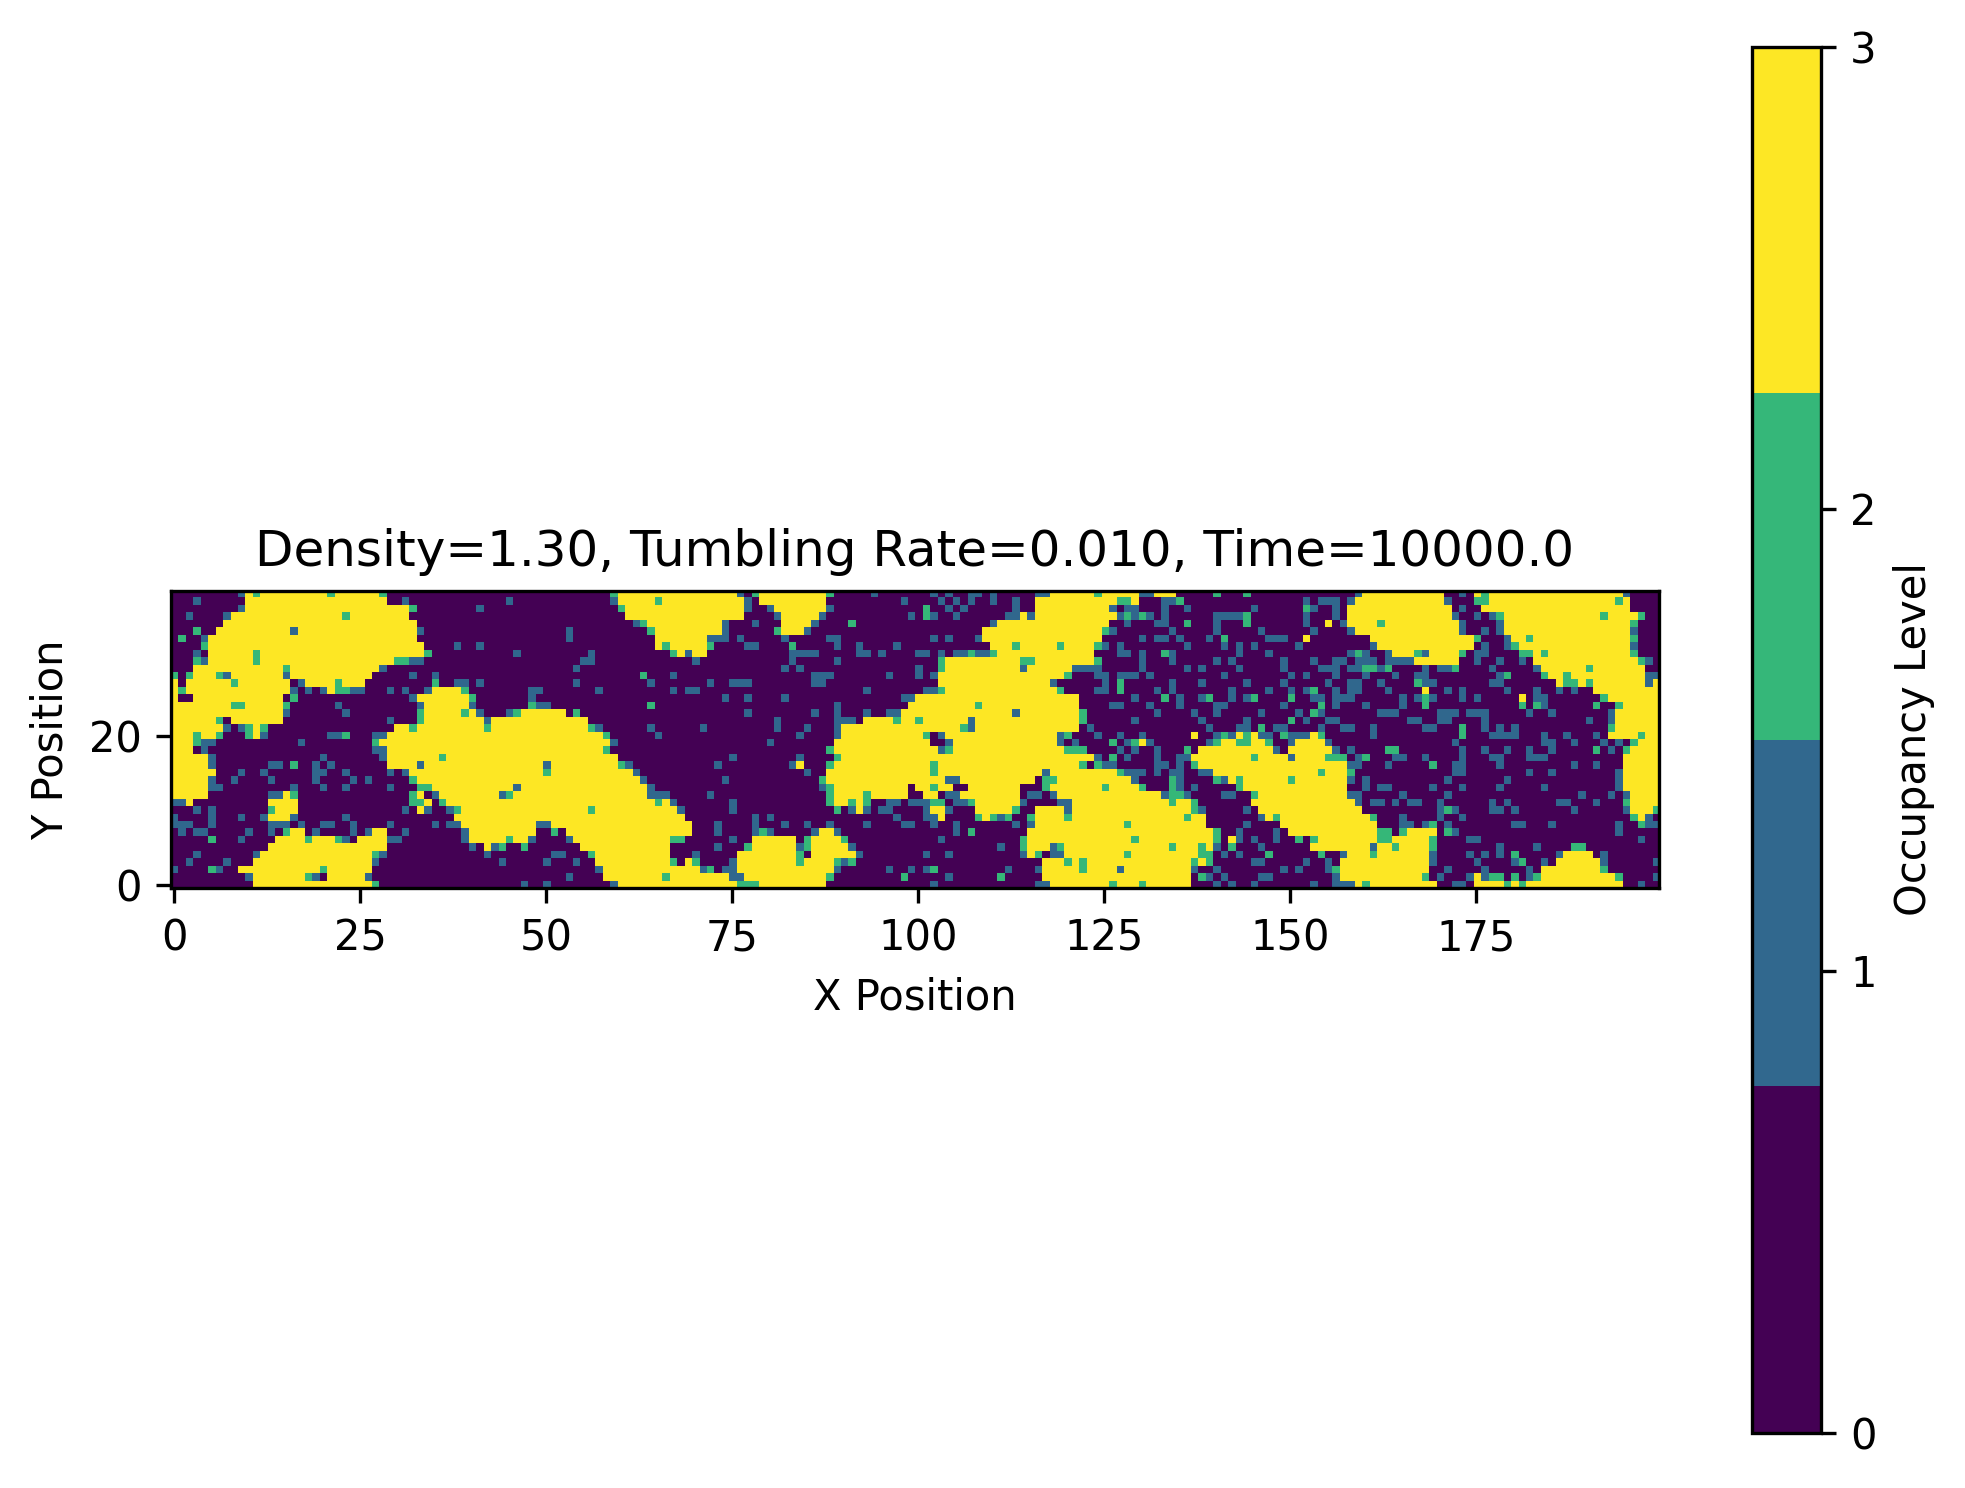 Density=1.30, Tumbling Rate=0.010, Time=10000.0
Y Position
20
0
0 25 50 75 100 125 150 175
X Position
3
2
1
0
Occupancy Level